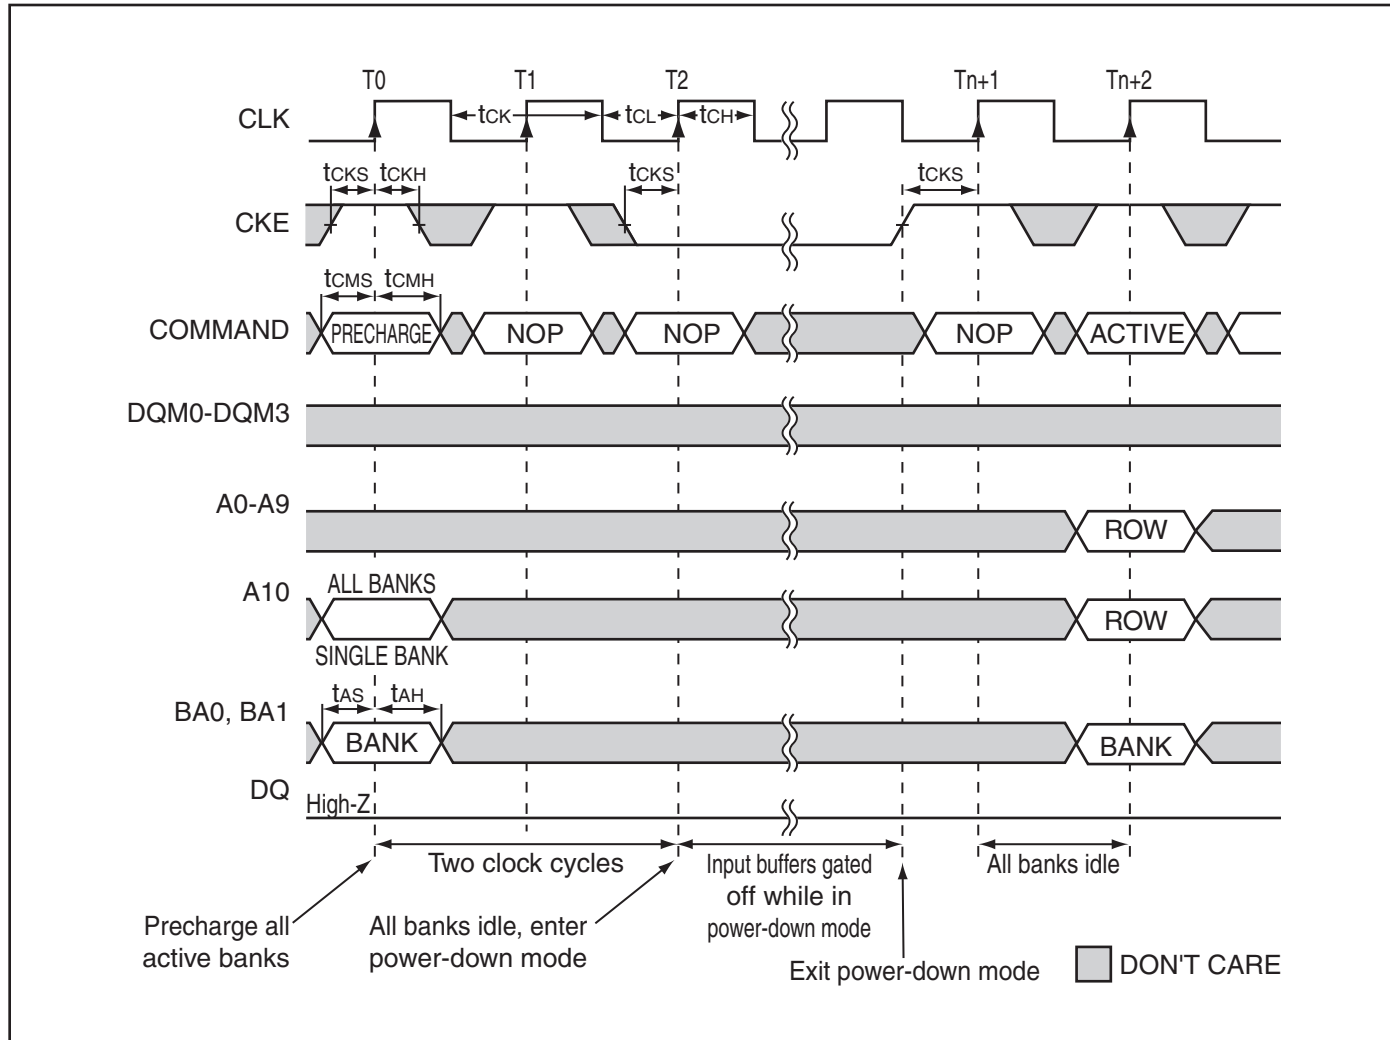 T0 T1 T2 Tn+1 Tn+2
CLK tCK tCL tCH
tCKS tCKH tCKS tCKS
CKE
tCMS tCMH
COMMAND PRECHARGE NOP NOP NOP ACTIVE
DQM0-DQM3
A0-A9 ROW
ALL BANKS
A10 ROW
SINGLE BANK
tAS tAH
BA0, BA1 BANK BANK
DQ High-Z
Two clock cycles
Input buffers gated
off while in
power-down mode
All banks idle
Precharge all
active banks
All banks idle, enter
power-down mode
Exit power-down mode
DON'T CARE